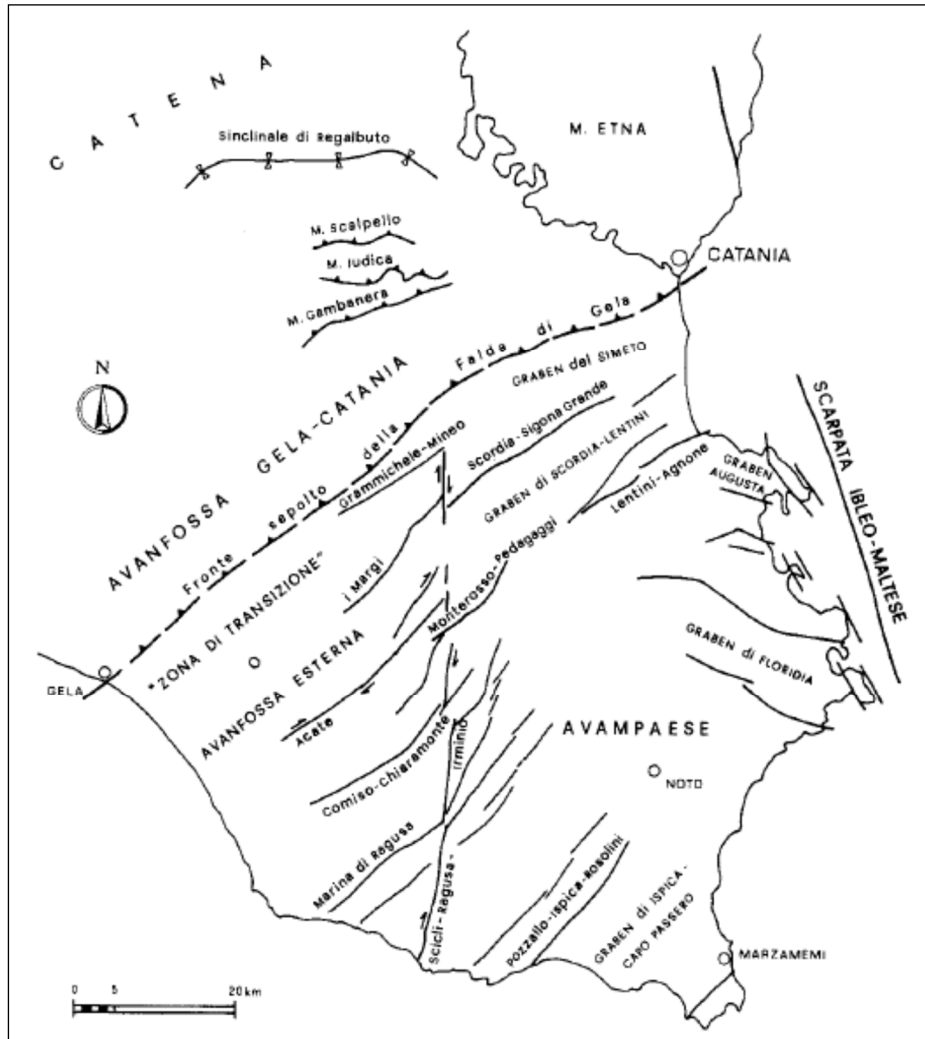 CATENA
Sinclinale di Regalbuto
M. ETNA
M. Scalpello
M. Iudica
M. Gambanera
CATANIA
N
Fronte sepolto della Falda di Gela
GRABEN del SIMETO
AVANFOSSA GELA-CATANIA
Grammichele-Mineo
Scordia-Sigona Grande
GRABEN di SCORDIA-LENTINI
Lentini-Agnone
GRABEN
AUGUSTA
SCARPATA IBLEO-MALTESE
"ZONA DI TRANSIZIONE"
i Margi
Monterosso-Pedagaggi
GELA
AVANFOSSA ESTERNA
Acate
GRABEN di FLORIDIA
Comiso-Chiaramonte
Irminio
AVAMPAESE
NOTO
Marina di Ragusa
Scicli-Ragusa-
Pozzallo-Ispica-Rosolini
GRABEN di ISPICA-
CAPO PASSERO
MARZAMEMI
0 5 20 km